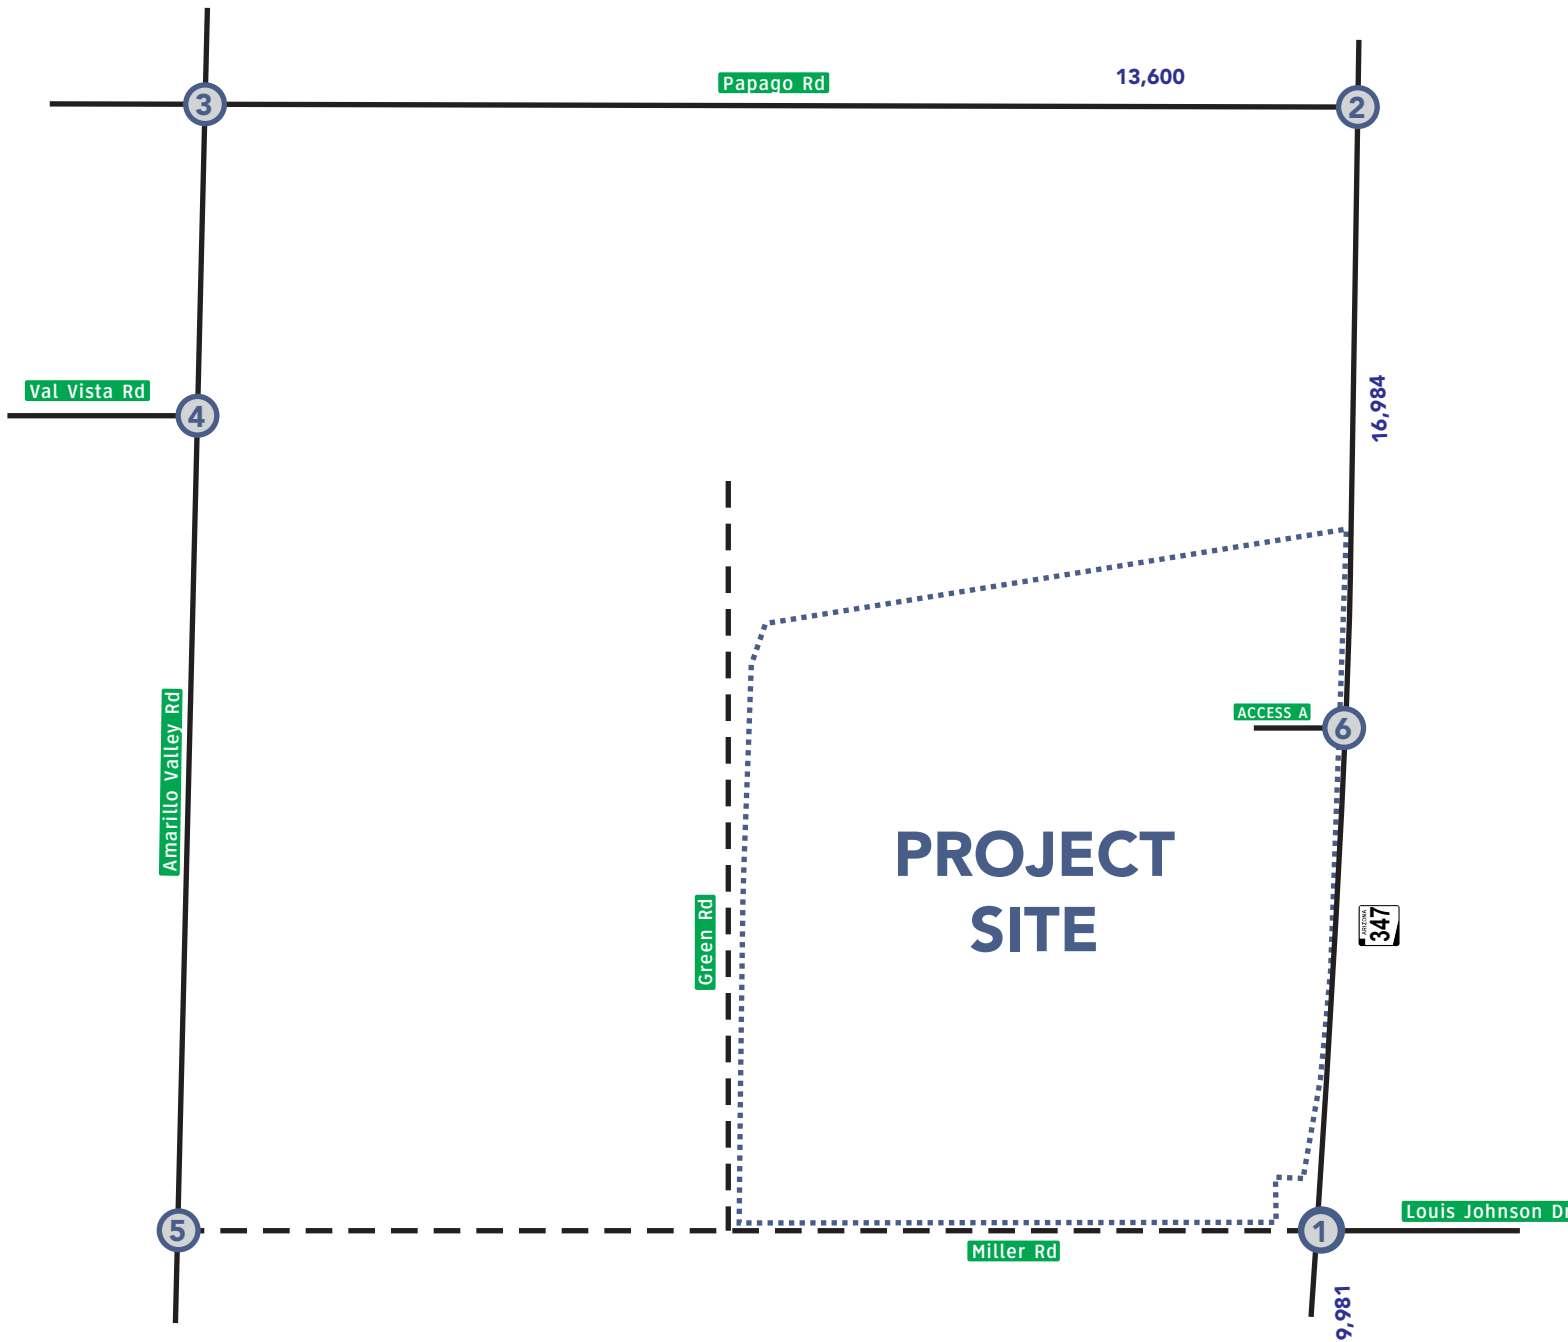 Papago Rd
13,600
3
2
Val Vista Rd
4
16,984
Amarillo Valley Rd
ACCESS A
6
PROJECT
SITE
Green Rd
ARIZONA
347
5
1
Louis Johnson Dr
Miller Rd
9,981